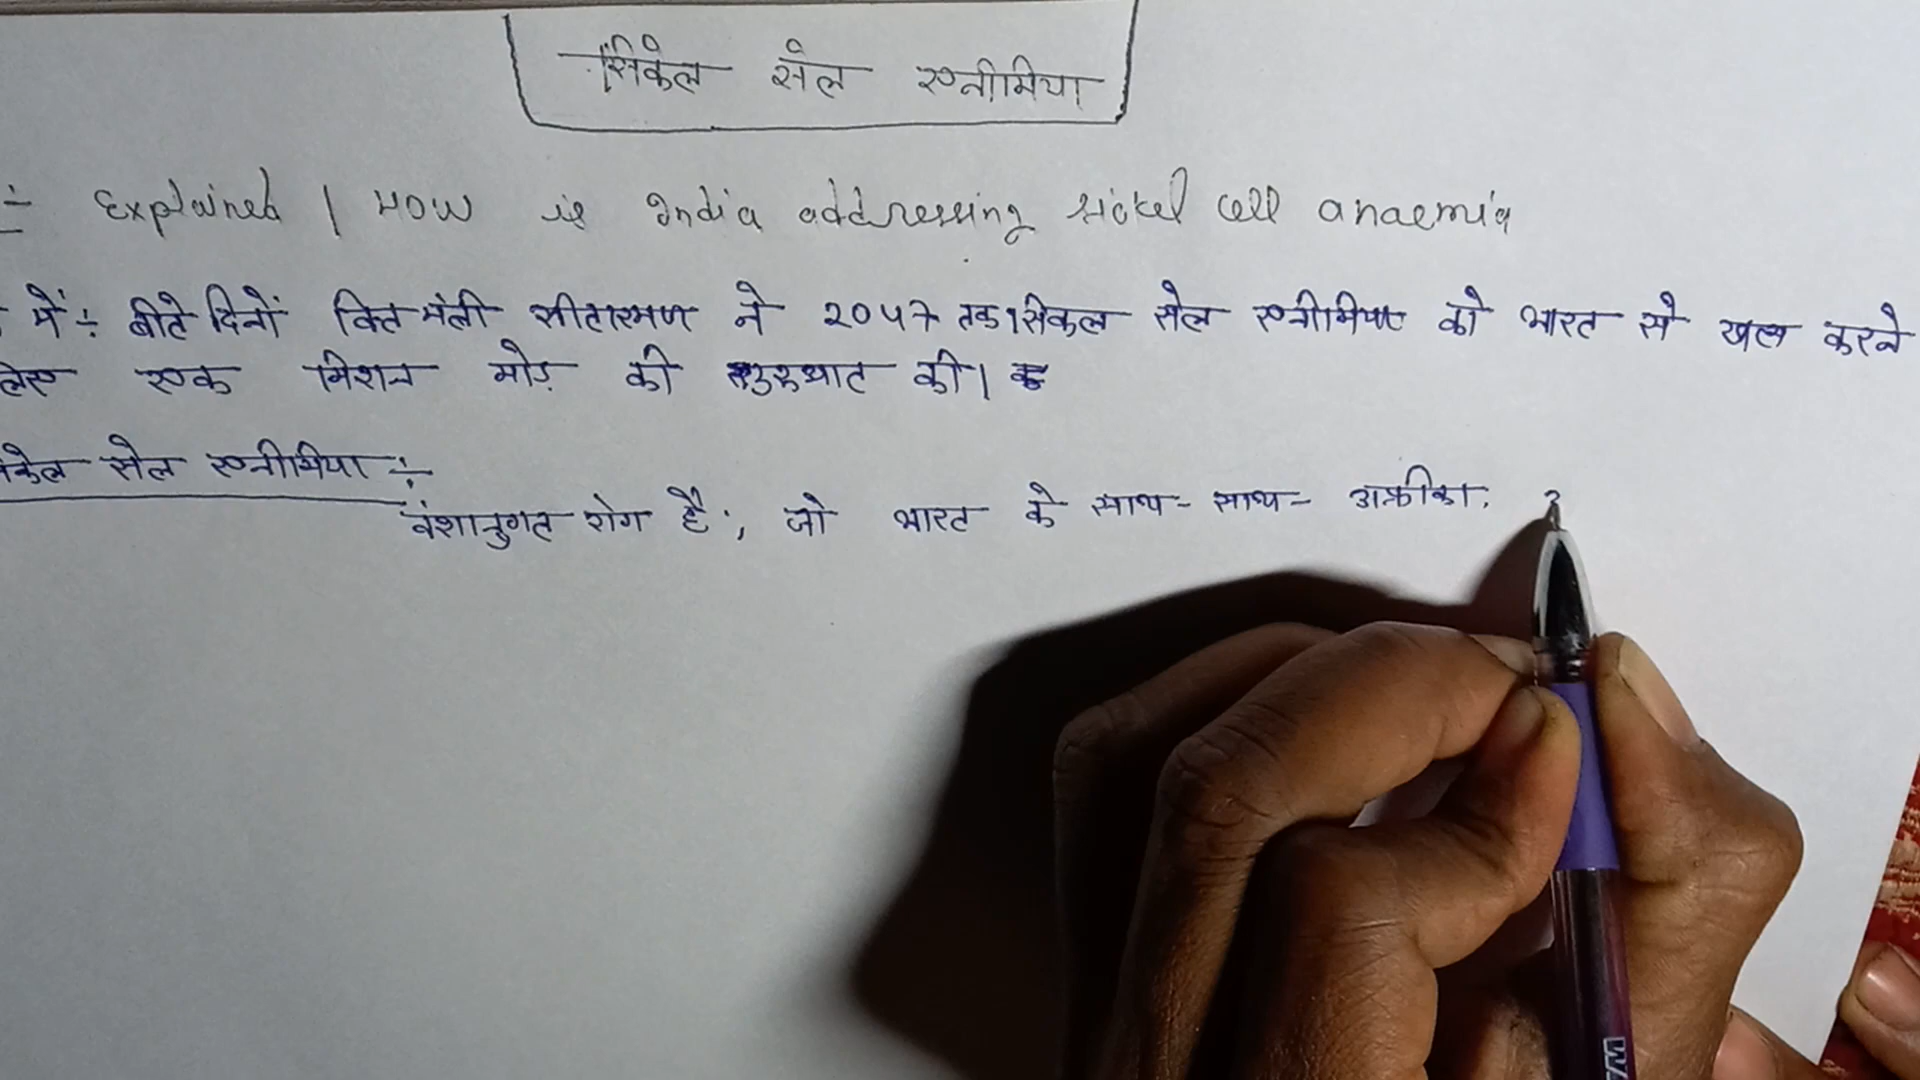 सिकेल सेल एनीमिया
:- Explained / HOW is India addressing sickel cell anaemia
में :- बीते दिनों वित्त मंत्री सीतारमण ने 2047 तक सिकल सेल एनीमिया को भारत से खत्म करने
लिए एक मिशन मोड़ की शुरुआत की।
िकेल सेल एनीमिया :-
वंशानुगत रोग है, जो भारत के साथ-साथ- अफ्रीका,
W